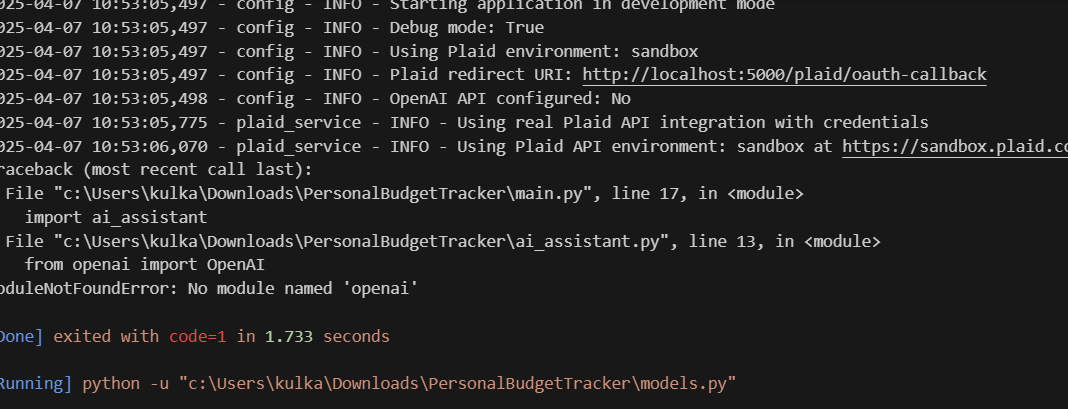 025-04-07 10:53:05,497 - config - INFO - Starting application in development mode
025-04-07 10:53:05,497 - config - INFO - Debug mode: True
025-04-07 10:53:05,497 - config - INFO - Using Plaid environment: sandbox
025-04-07 10:53:05,497 - config - INFO - Plaid redirect URI: http://localhost:5000/plaid/oauth-callback
025-04-07 10:53:05,498 - config - INFO - OpenAI API configured: No
025-04-07 10:53:05,775 - plaid_service - INFO - Using real Plaid API integration with credentials
025-04-07 10:53:06,070 - plaid_service - INFO - Using Plaid API environment: sandbox at https://sandbox.plaid.co
raceback (most recent call last):
File "c:\Users\kulka\Downloads\PersonalBudgetTracker\main.py", line 17, in <module>
import ai_assistant
File "c:\Users\kulka\Downloads\PersonalBudgetTracker\ai_assistant.py", line 13, in <module>
from openai import OpenAI
oduleNotFoundError: No module named 'openai'
Done] exited with code=1 in 1.733 seconds
Running] python -u "c:\Users\kulka\Downloads\PersonalBudgetTracker\models.py"